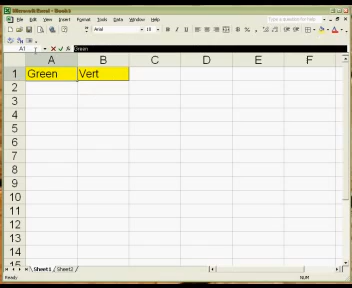 Microsoft Excel - Book1
File Edit View Insert Format Tools Data Window Help
Type a question for help
Arial 10 B I U
A1 Green
A B C D E F
1 Green Vert
2
3
4
5
6
7
8
9
10
11
12
13
14
15
Sheet1 Sheet2
Ready NUM